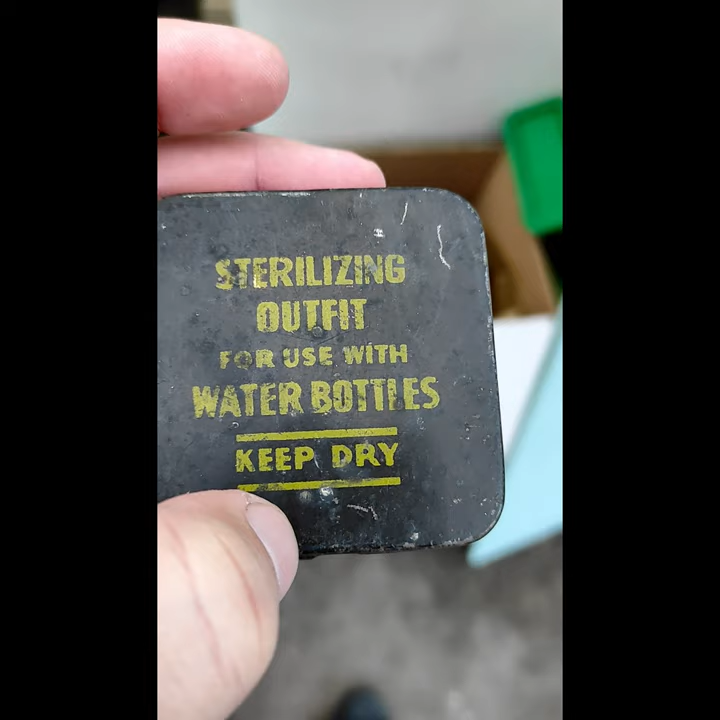 STERILIZING
OUTFIT
FOR USE WITH
WATER BOTTLES
KEEP DRY